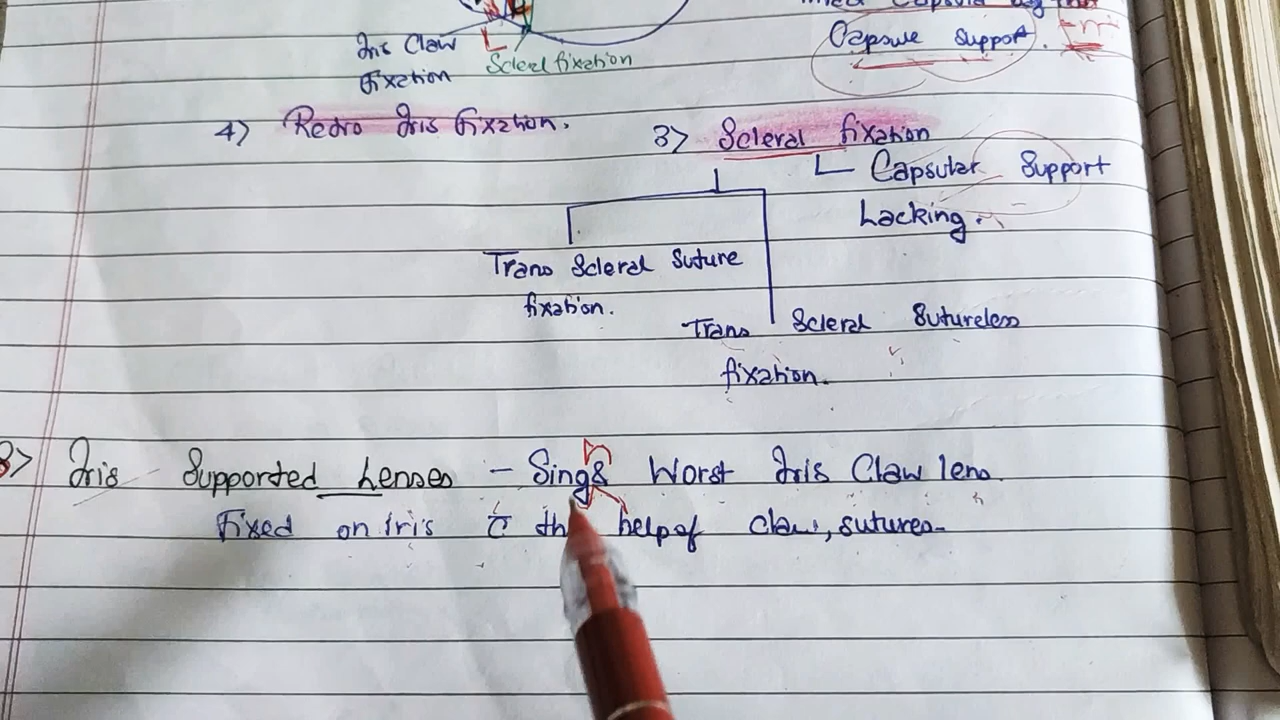 Capsule support.
Iris Claw
fixation
Scleral fixation
4) Retro Iris fixation.
3) Scleral fixation
Capsular Support
Lacking.
Trans Scleral Suture
fixation.
Trans Scleral Sutureless
fixation.
Iris Supported Lenses - Singh Worst Iris Claw lens.
Fixed on iris c̄ the help of claw, sutures.